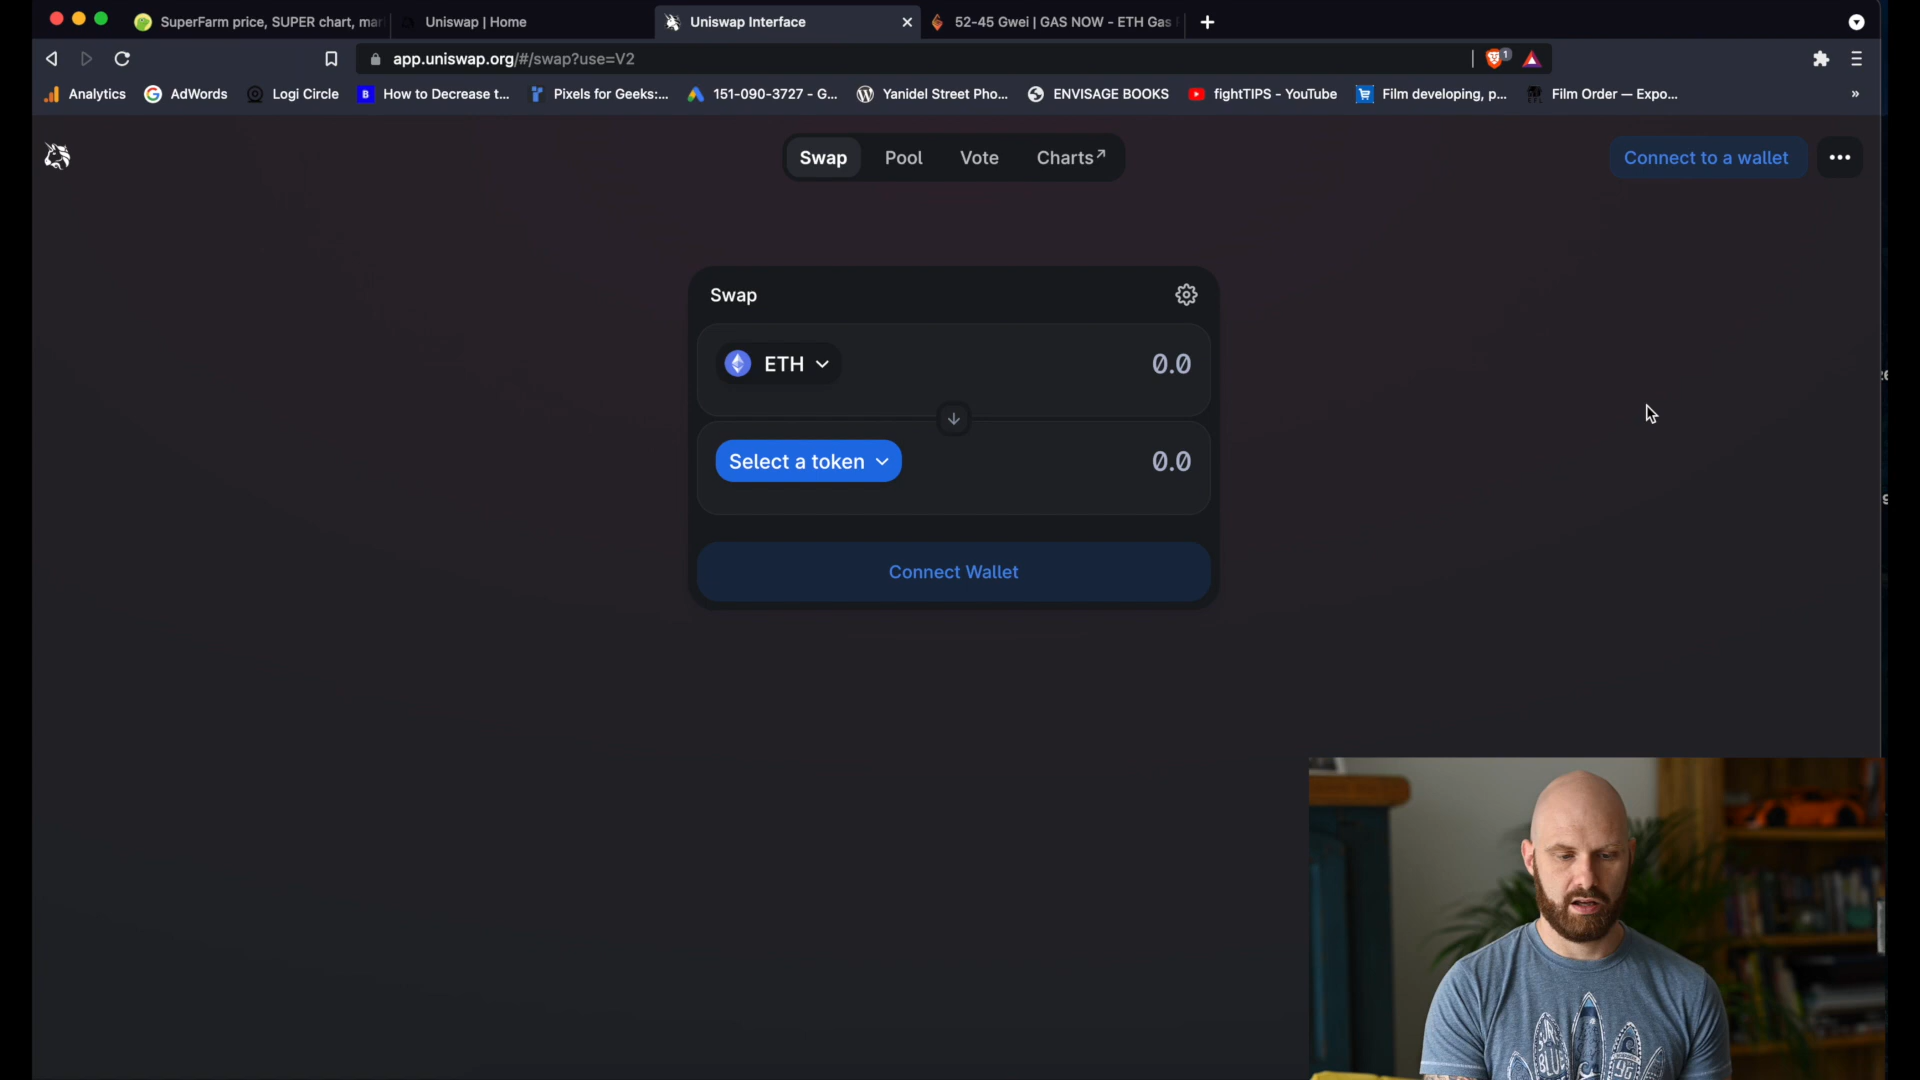 SuperFarm price, SUPER chart, mar
Uniswap | Home
Uniswap Interface
52-45 Gwei | GAS NOW - ETH Gas
app.uniswap.org/#/swap?use=V2
1
Analytics
AdWords
Logi Circle
How to Decrease t...
Pixels for Geeks:...
151-090-3727 - G...
Yanidel Street Pho...
ENVISAGE BOOKS
fightTIPS - YouTube
Film developing, p...
Film Order — Expo...
»
Swap
Pool
Vote
Charts↗
Connect to a wallet
Swap
ETH
0.0
Select a token
0.0
Connect Wallet